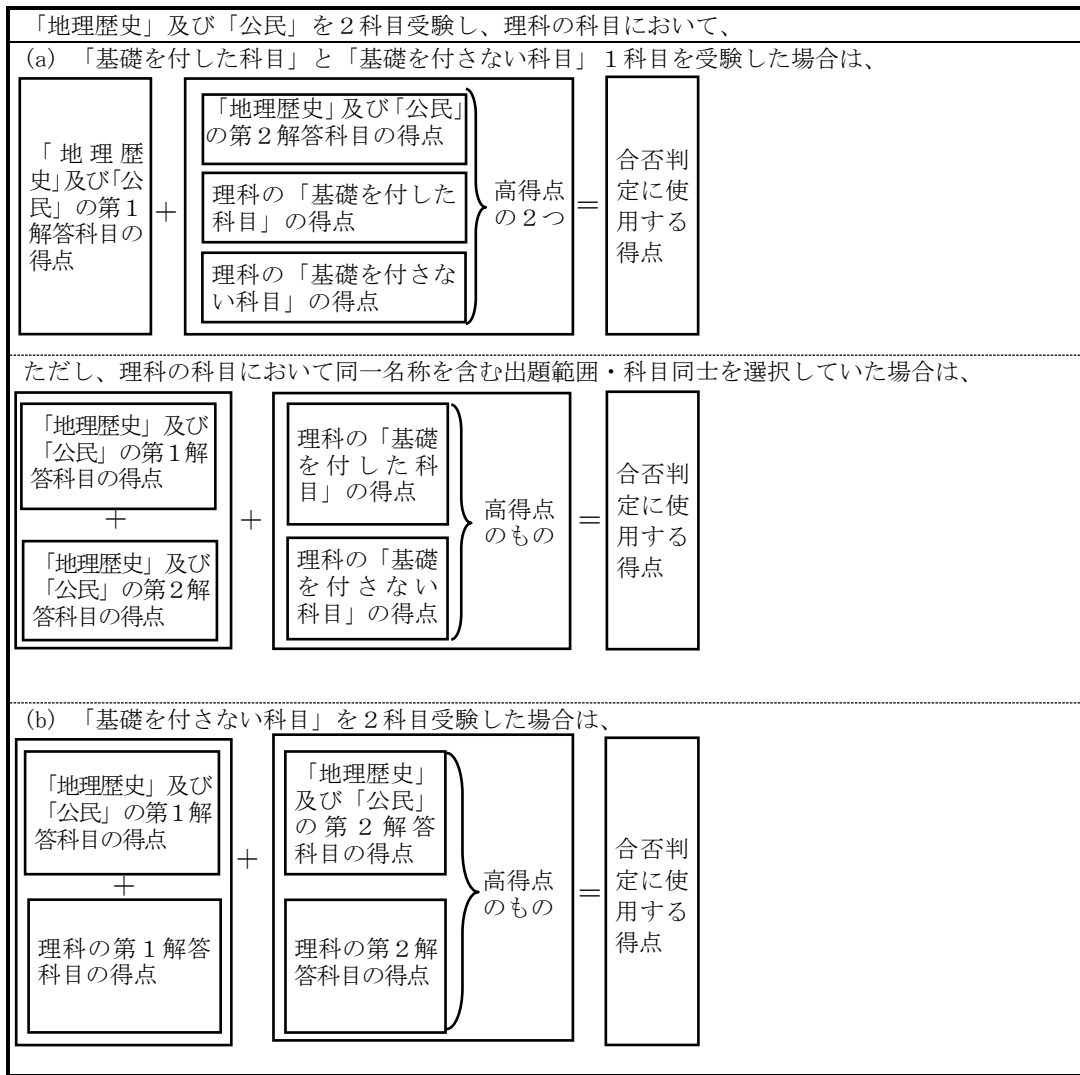 「地理歴史」及び「公民」を２科目受験し、理科の科目において、
(a) 「基礎を付した科目」と「基礎を付さない科目」１科目を受験した場合は、
「地理歴
史」及び「公
民」の第１
解答科目の
得点
＋
「地理歴史」及び「公民」
の第２解答科目の得点
理科の「基礎を付した
科目」の得点
理科の「基礎を付さな
い科目」の得点
高得点
の２つ
＝
合否判
定に使
用する
得点
ただし、理科の科目において同一名称を含む出題範囲・科目同士を選択していた場合は、
「地理歴史」及び
「公民」の第１解
答科目の得点
＋
「地理歴史」及び
「公民」の第２解
答科目の得点
＋
理科の「基礎
を付した科
目」の得点
理科の「基礎
を付さない
科目」の得点
高得点
のもの
＝
合否判
定に使
用する
得点
(b) 「基礎を付さない科目」を２科目受験した場合は、
「地理歴史」及び
「公民」の第１解
答科目の得点
＋
理科の第１解答
科目の得点
＋
「地理歴史」
及び「公民」
の第２解答
科目の得点
理科の第２解
答科目の得点
高得点
のもの
＝
合否判
定に使
用する
得点